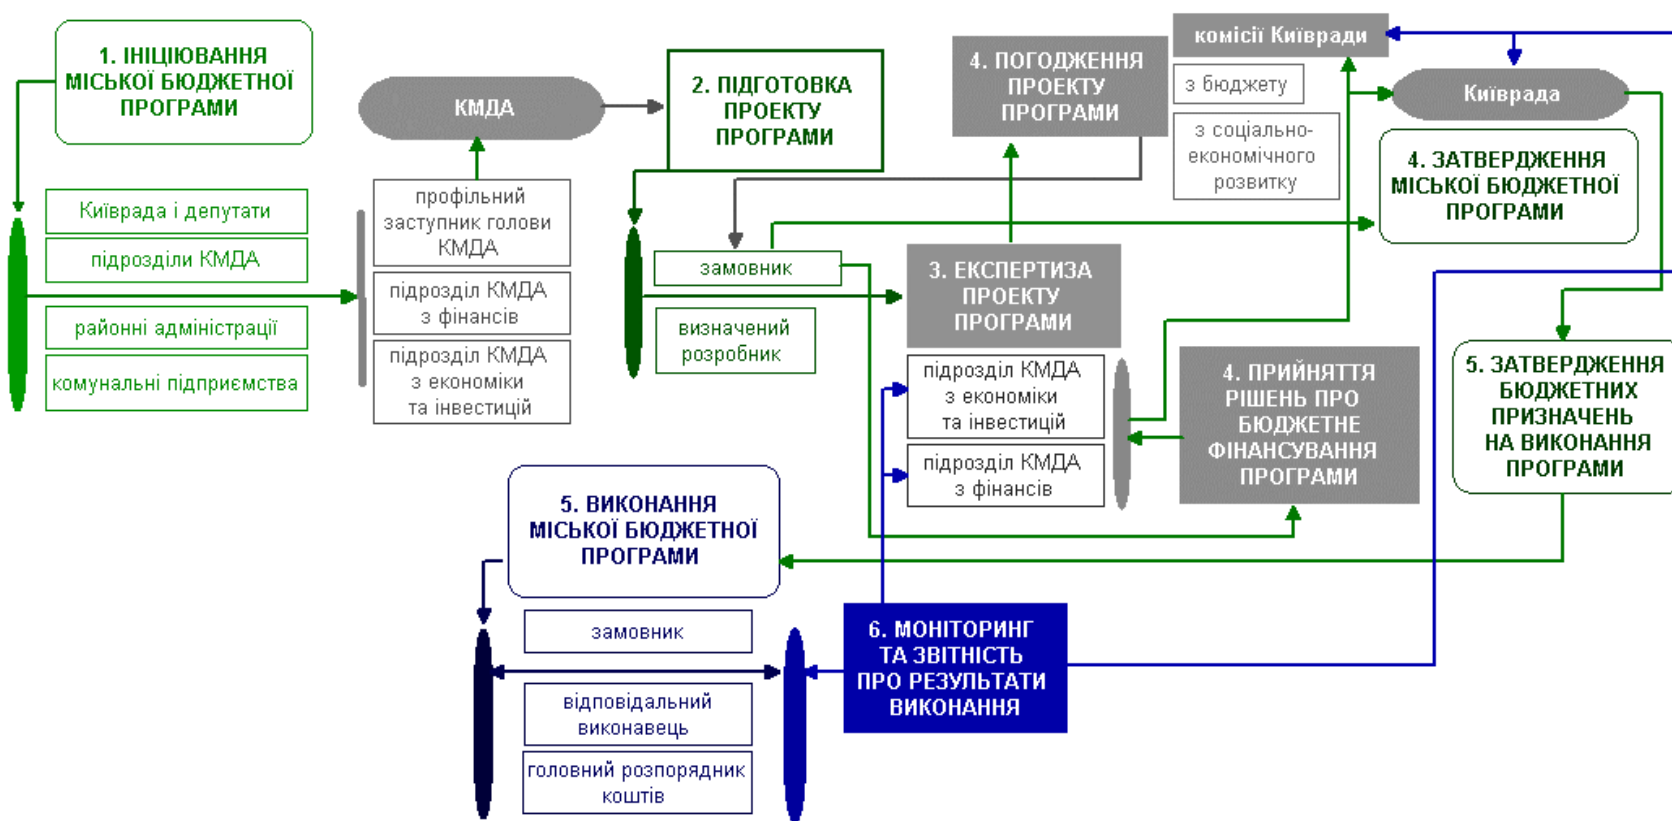 1. ІНІЦІЮВАННЯ
МІСЬКОЇ БЮДЖЕТНОЇ
ПРОГРАМИ
Київрада і депутати
підрозділи КМДА
районні адміністрації
комунальні підприємства
КМДА
профільний
заступник голови
КМДА
підрозділ КМДА
з фінансів
підрозділ КМДА
з економіки
та інвестицій
2. ПІДГОТОВКА
ПРОЕКТУ
ПРОГРАМИ
замовник
визначений
розробник
3. ЕКСПЕРТИЗА
ПРОЕКТУ
ПРОГРАМИ
підрозділ КМДА
з економіки
та інвестицій
підрозділ КМДА
з фінансів
4. ПОГОДЖЕННЯ
ПРОЕКТУ
ПРОГРАМИ
комісії Київради
з бюджету
з соціально-
економічного
розвитку
Київрада
4. ЗАТВЕРДЖЕННЯ
МІСЬКОЇ БЮДЖЕТНОЇ
ПРОГРАМИ
4. ПРИЙНЯТТЯ
РІШЕНЬ ПРО
БЮДЖЕТНЕ
ФІНАНСУВАННЯ
ПРОГРАМИ
5. ЗАТВЕРДЖЕННЯ
БЮДЖЕТНИХ
ПРИЗНАЧЕНЬ
НА ВИКОНАННЯ
ПРОГРАМИ
5. ВИКОНАННЯ
МІСЬКОЇ БЮДЖЕТНОЇ
ПРОГРАМИ
замовник
відповідальний
виконавець
головний розпорядник
коштів
6. МОНІТОРИНГ
ТА ЗВІТНІСТЬ
ПРО РЕЗУЛЬТАТИ
ВИКОНАННЯ